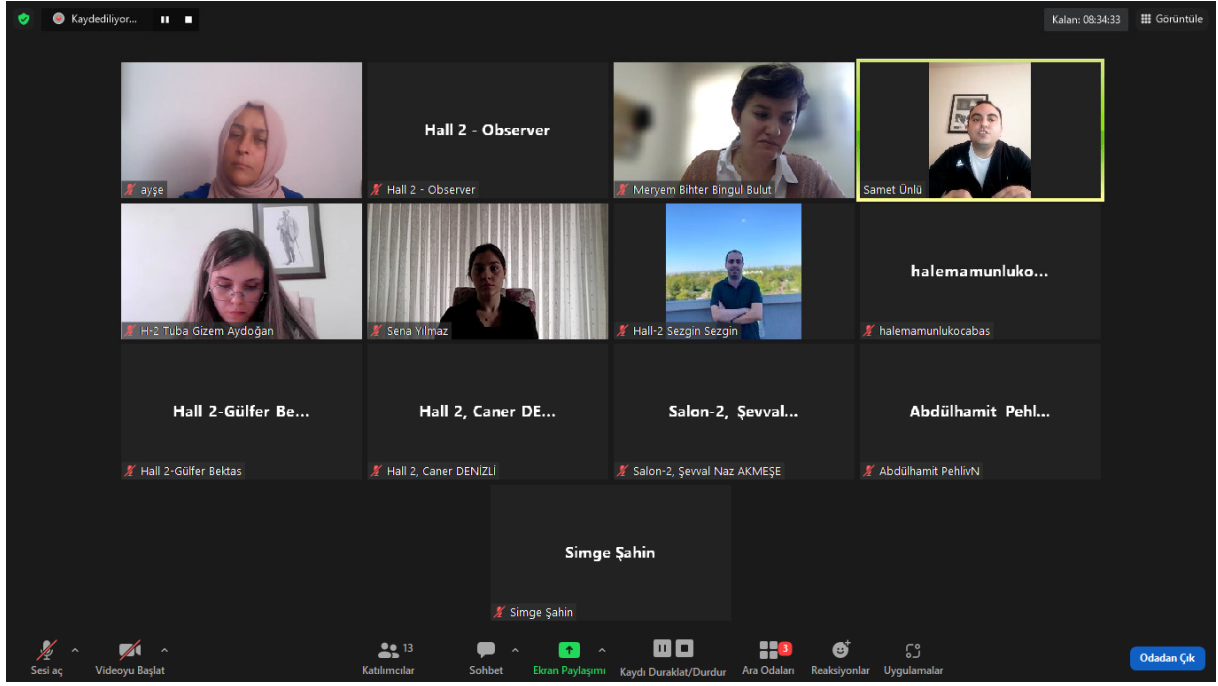 Kaydediliyor...
Kalan: 08:34:33
Görüntüle
ayşe
Hall 2 - Observer
Hall 2 - Observer
Meryem Bihter Bingul Bulut
Samet Ünlü
H-2 Tuba Gizem Aydoğan
Sena Yılmaz
Hall-2 Sezgin Sezgin
halemamunluko...
halemamunlukocabas
Hall 2-Gülfer Be...
Hall 2-Gülfer Bektas
Hall 2, Caner DE...
Hall 2, Caner DENİZLİ
Salon-2, Şevval...
Salon-2, Şevval Naz AKMEŞE
Abdülhamit Pehl...
Abdülhamit PehlivN
Simge Şahin
Simge Şahin
Sesi aç
Videoyu Başlat
13
Katılımcılar
Sohbet
Ekran Paylaşımı
Kaydı Duraklat/Durdur
3
Ara Odaları
Reaksiyonlar
Uygulamalar
Odadan Çık